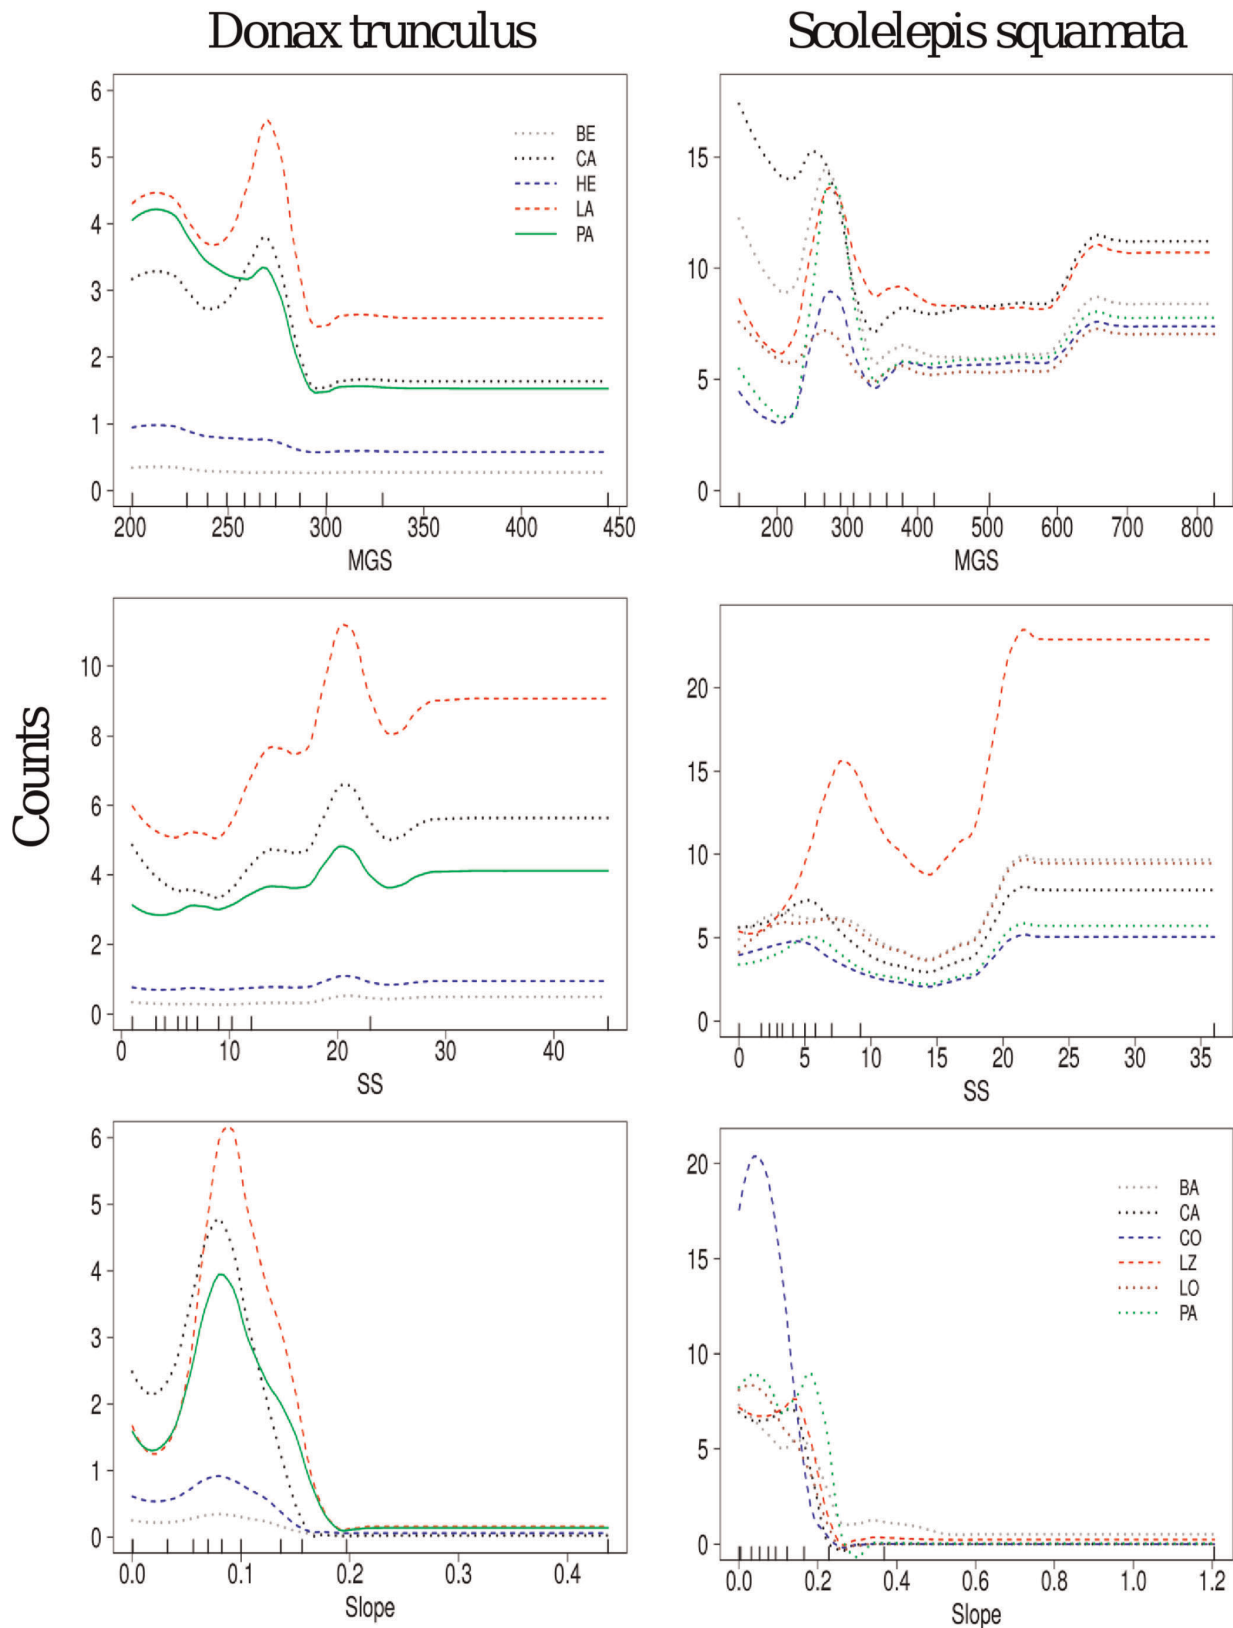 Donax trunculus
Scolelepis squamata
6
5
4
3
2
1
0
BE
CA
HE
LA
PA
200 250 300 350 400 450
MGS
15
10
5
0
200 300 400 500 600 700 800
MGS
Counts
10
8
6
4
2
0
0 10 20 30 40
SS
20
15
10
5
0
0 5 10 15 20 25 30 35
SS
6
5
4
3
2
1
0
0.0 0.1 0.2 0.3 0.4
Slope
20
15
10
5
0
BA
CA
CO
LZ
LO
PA
0.0 0.2 0.4 0.6 0.8 1.0 1.2
Slope